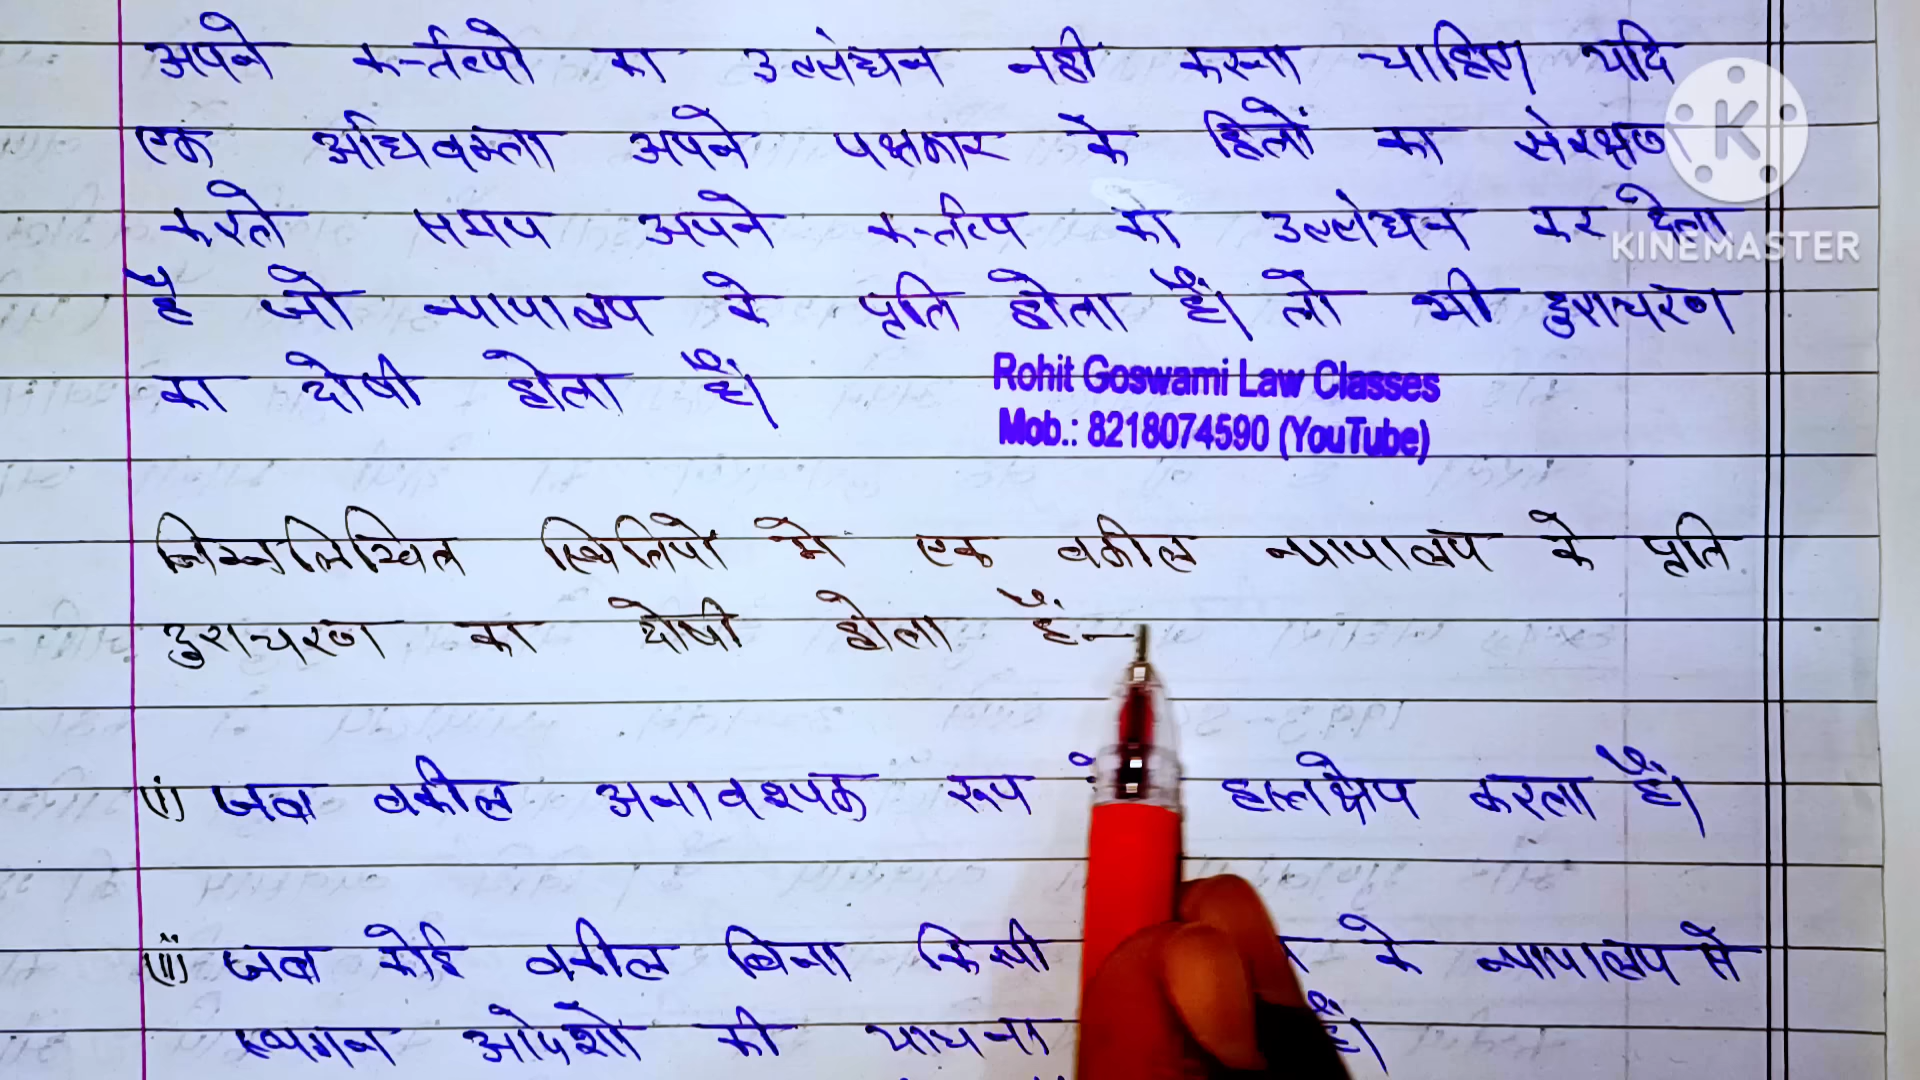 अपने कर्तव्यो का उल्लंघन नही करना चाहिए। यदि
एक अधिवक्ता अपने पक्षकार के हितों का संरक्षण
करते समय अपने कर्तव्य का उल्लंघन कर देता
है जो न्यायालय के प्रति होता है। तो भी दुराचरण
का दोषी होता है।
Rohit Goswami Law Classes
Mob.: 8218074590 (YouTube)
निम्नलिखित स्थितियो मे एक वकील न्यायालय के प्रति
दुराचरण का दोषी होता है—
(i) जब वकील अनावश्यक रूप हस्तक्षेप करता है।
(ii) जब कोई वकील बिना किसी के न्यायालय से
स्थगन आदेशो की याचना है।
K
KINEMASTER